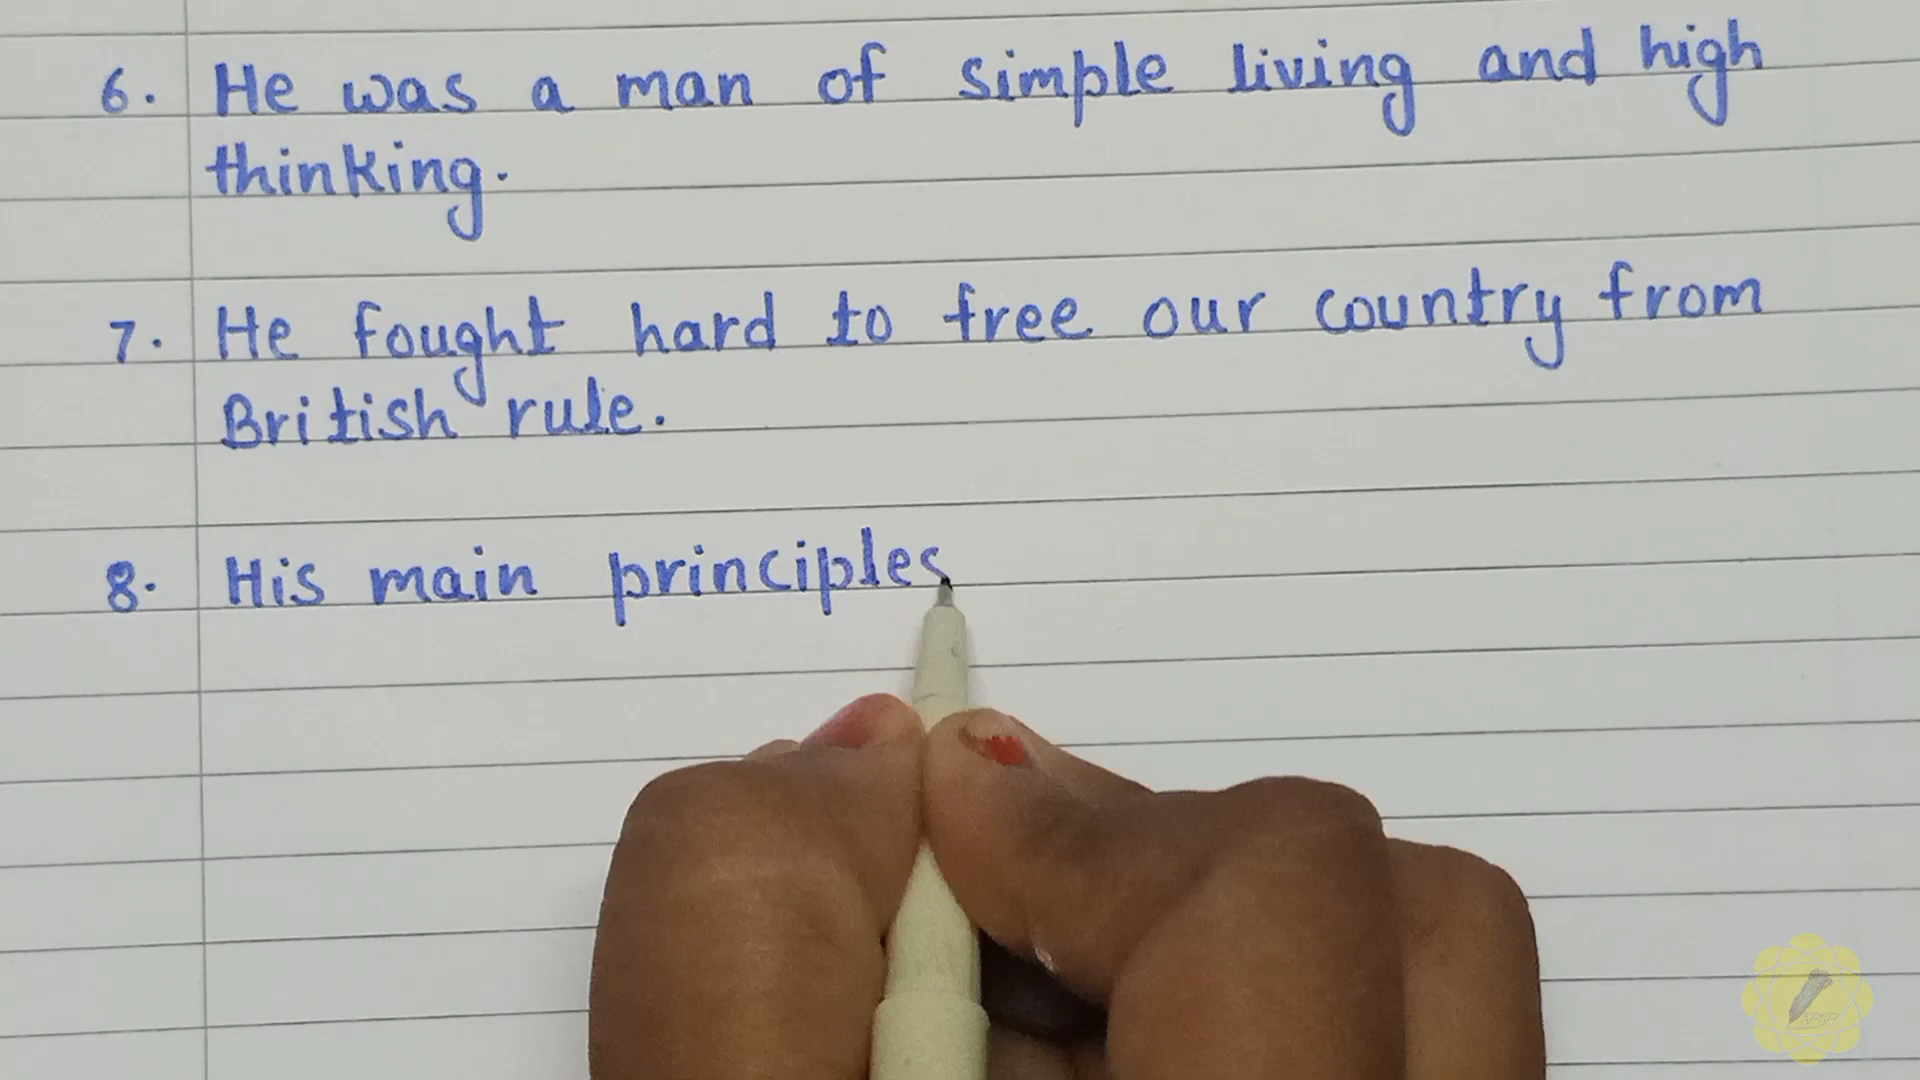 6. He was a man of simple living and high
thinking.
7. He fought hard to free our country from
British rule.
8. His main principles